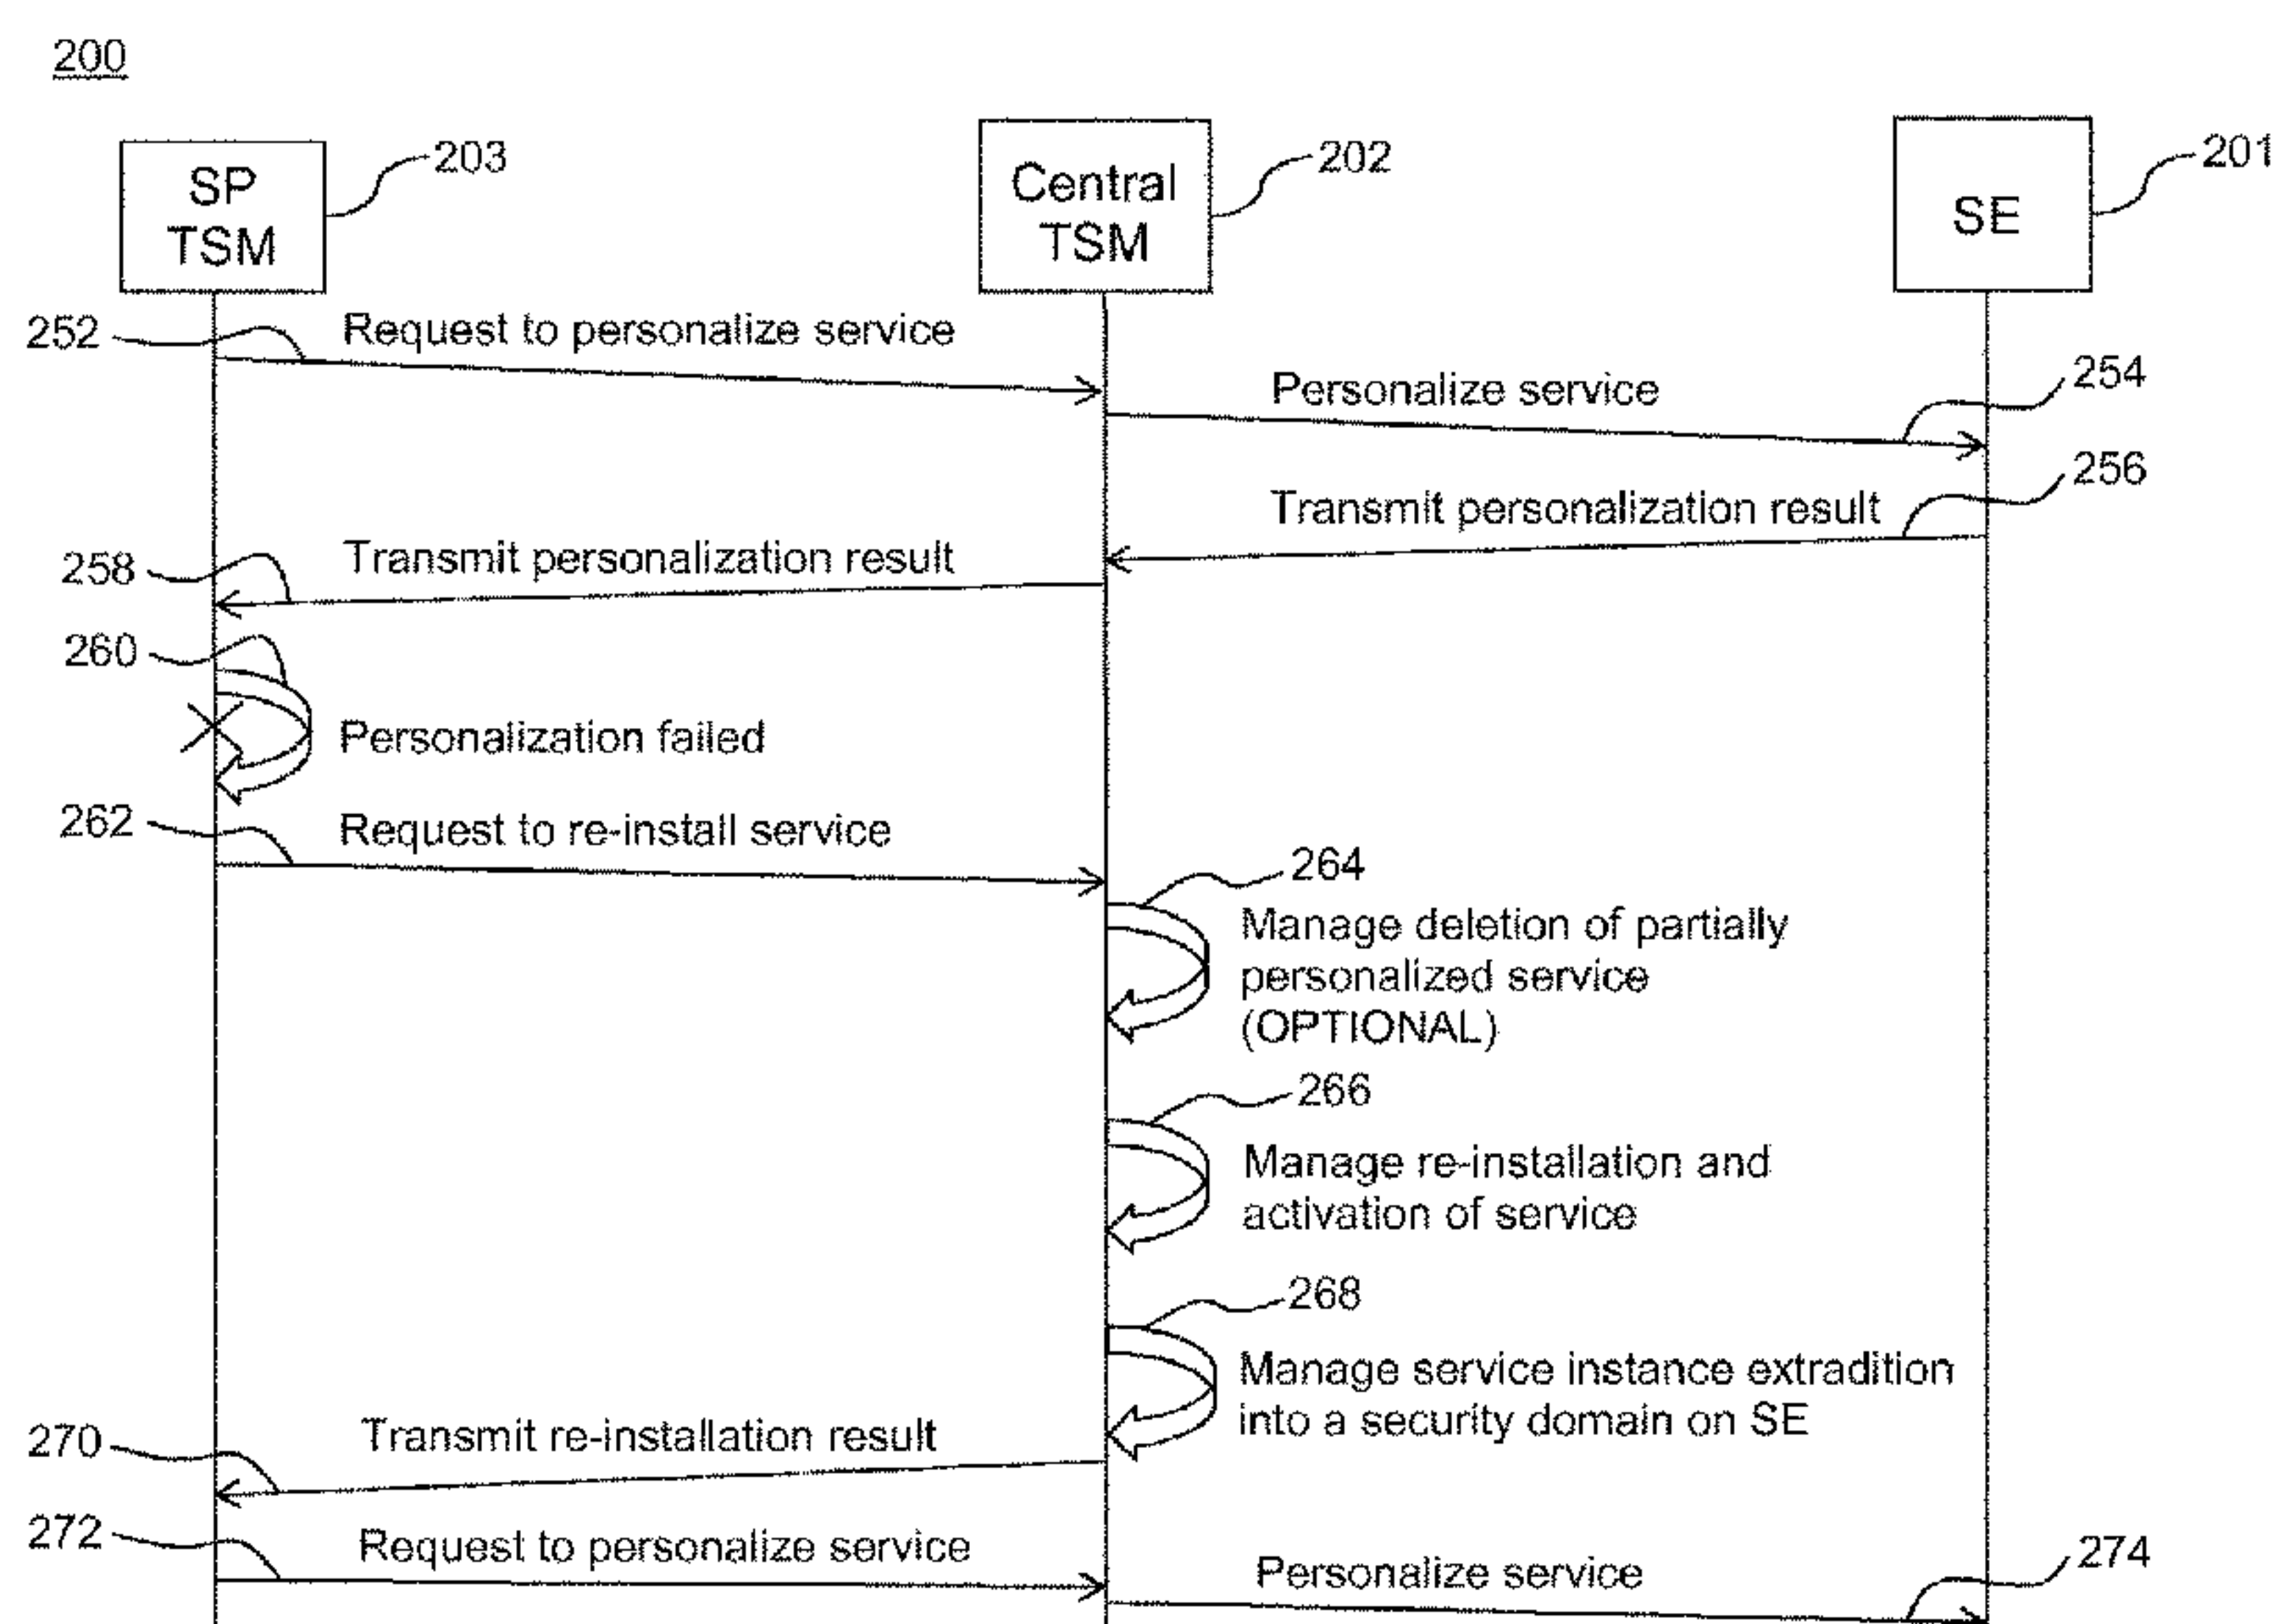 200
SP
TSM
203
Central
TSM
202
SE
201
252
Request to personalize service
Personalize service
254
Transmit personalization result
256
258
Transmit personalization result
260
Personalization failed
262
Request to re-install service
264
Manage deletion of partially
personalized service
(OPTIONAL)
266
Manage re-installation and
activation of service
268
Manage service instance extradition
into a security domain on SE
270
Transmit re-installation result
272
Request to personalize service
Personalize service
274